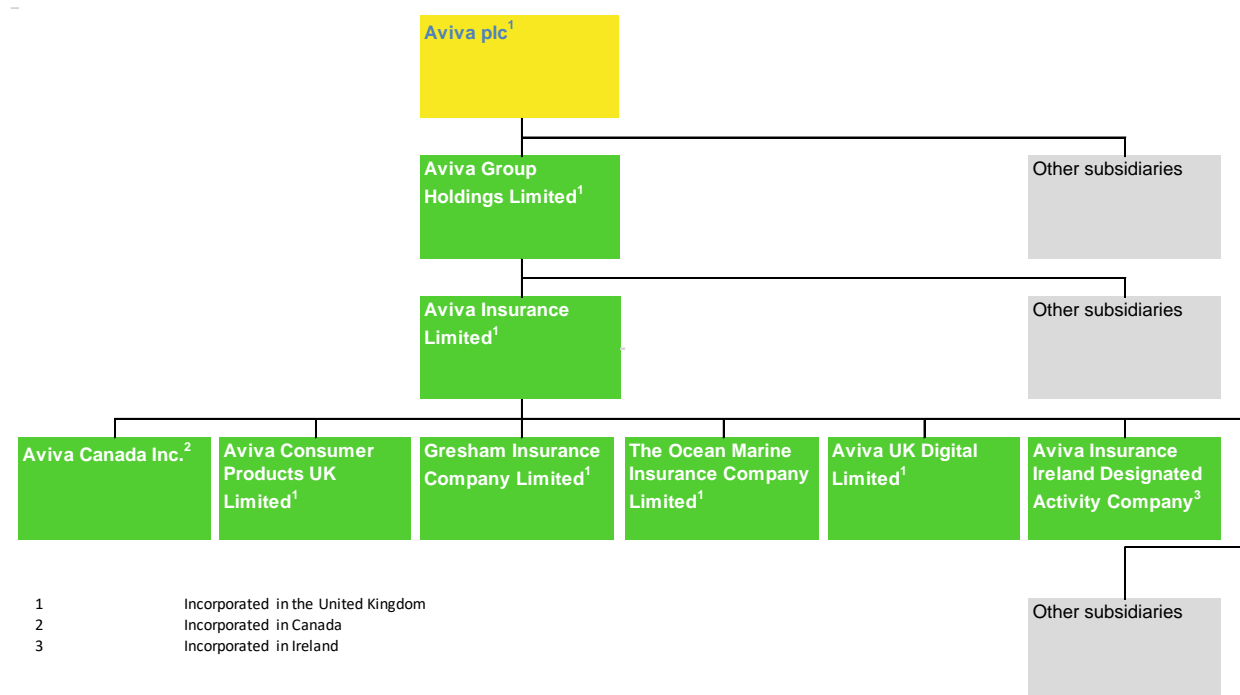 Aviva plc1
Aviva Group
Holdings Limited1
Other subsidiaries
Aviva Insurance
Limited1
Other subsidiaries
Aviva Canada Inc.2
Aviva Consumer
Products UK
Limited1
Gresham Insurance
Company Limited1
The Ocean Marine
Insurance Company
Limited1
Aviva UK Digital
Limited1
Aviva Insurance
Ireland Designated
Activity Company3
Other subsidiaries
1 Incorporated in the United Kingdom
2 Incorporated in Canada
3 Incorporated in Ireland